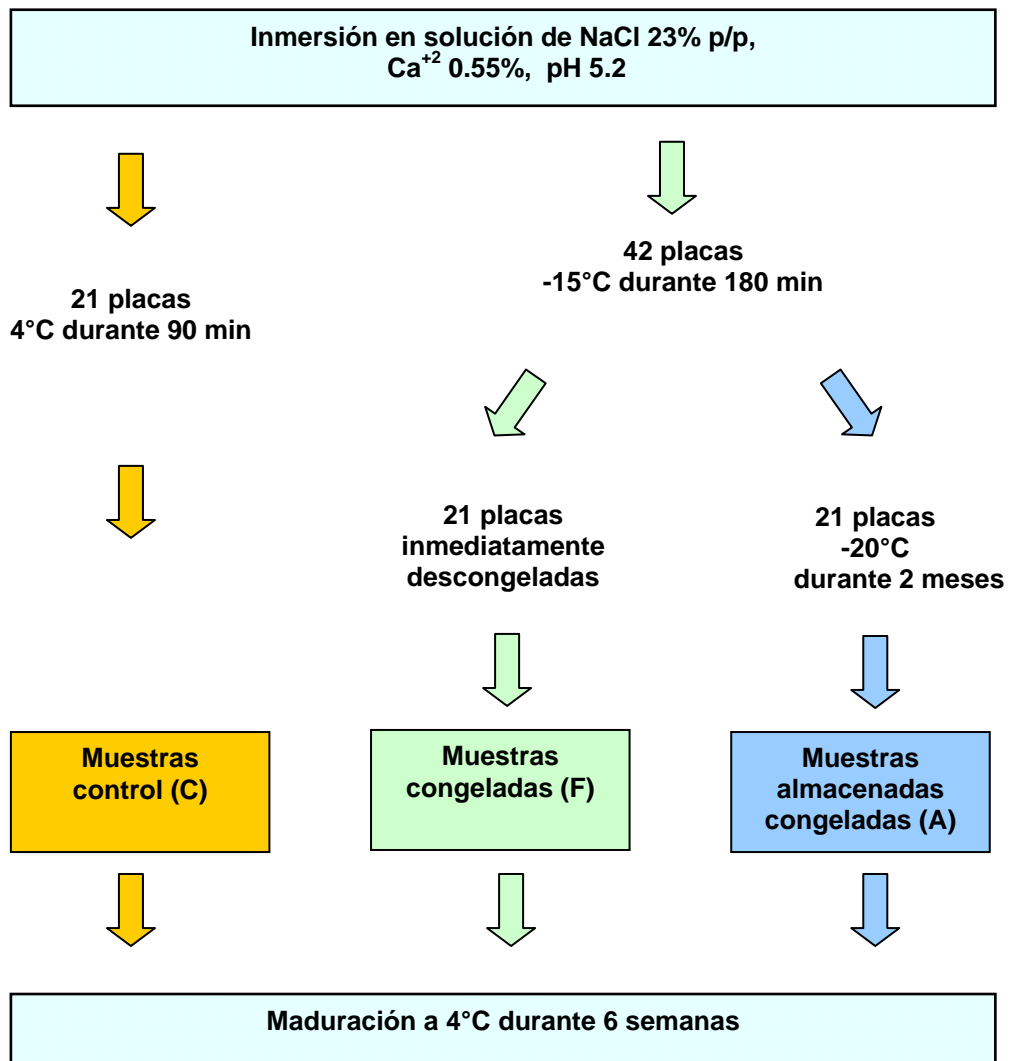 Inmersión en solución de NaCl 23% p/p,
Ca+2 0.55%, pH 5.2
21 placas
4°C durante 90 min
42 placas
-15°C durante 180 min
21 placas
inmediatamente
descongeladas
21 placas
-20°C
durante 2 meses
Muestras
control (C)
Muestras
congeladas (F)
Muestras
almacenadas
congeladas (A)
Maduración a 4°C durante 6 semanas